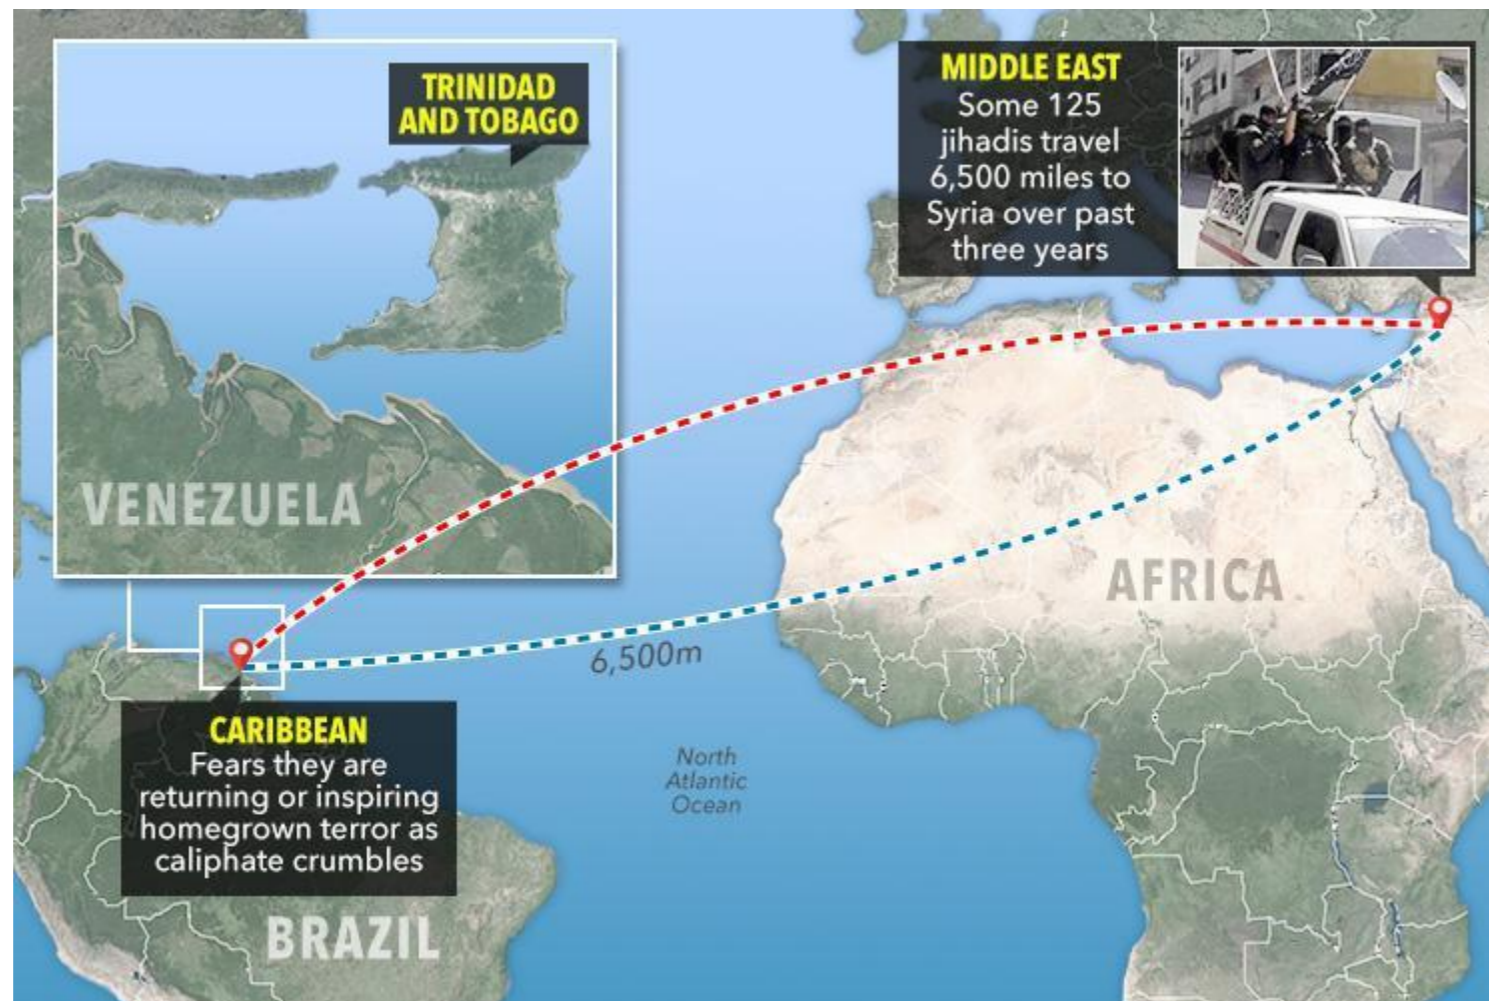 TRINIDAD
AND TOBAGO
MIDDLE EAST
Some 125
jihadis travel
6,500 miles to
Syria over past
three years
VENEZUELA
AFRICA
6,500m
CARIBBEAN
Fears they are
returning or inspiring
homegrown terror as
caliphate crumbles
North
Atlantic
Ocean
BRAZIL